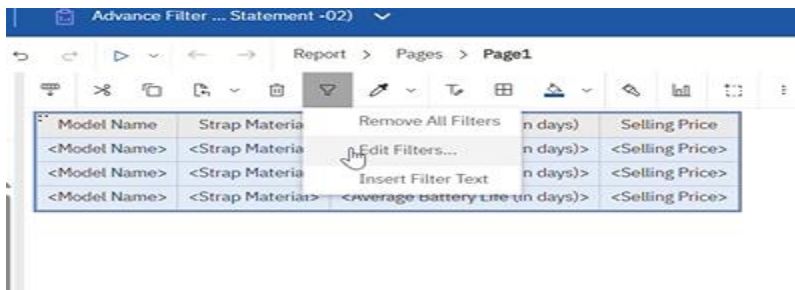 Advance Filter ... Statement -02)
Report > Pages > Page1
Remove All Filters
Edit Filters...
Insert Filter Text
Model Name Strap Materia n days) Selling Price
<Model Name> <Strap Materia n days)> <Selling Price>
<Model Name> <Strap Materia n days)> <Selling Price>
<Model Name> <Strap Material> <Average Battery Life (in days)> <Selling Price>